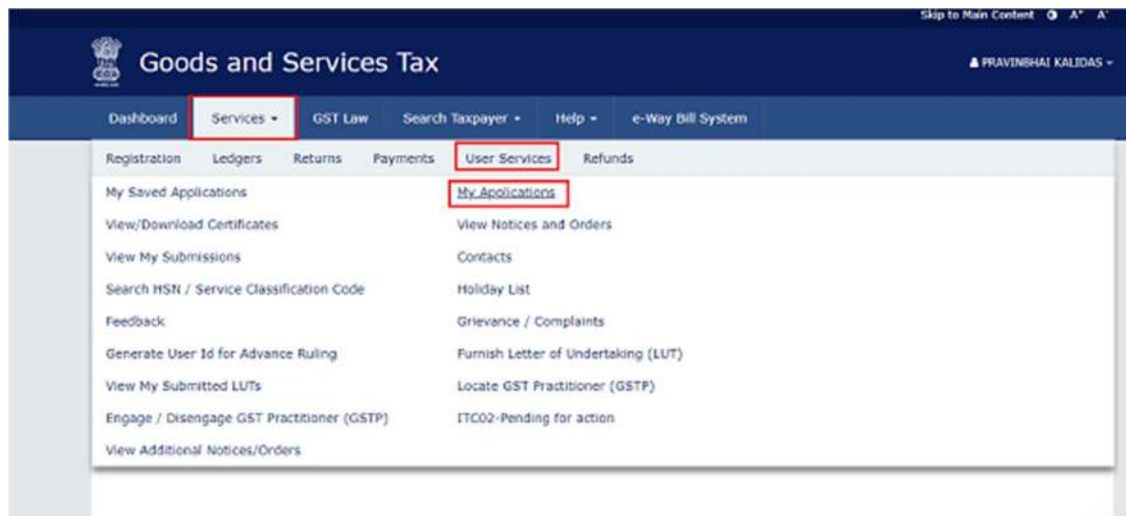 Skip to Main Content A+ A-
Goods and Services Tax
PRAVINBHAI KALIDAS
Dashboard Services GST Law Search Taxpayer Help e-Way Bill System
Registration Ledgers Returns Payments User Services Refunds
My Saved Applications My Applications
View/Download Certificates View Notices and Orders
View My Submissions Contacts
Search HSN / Service Classification Code Holiday List
Feedback Grievance / Complaints
Generate User Id for Advance Ruling Furnish Letter of Undertaking (LUT)
View My Submitted LUTs Locate GST Practitioner (GSTP)
Engage / Disengage GST Practitioner (GSTP) ITC02-Pending for action
View Additional Notices/Orders